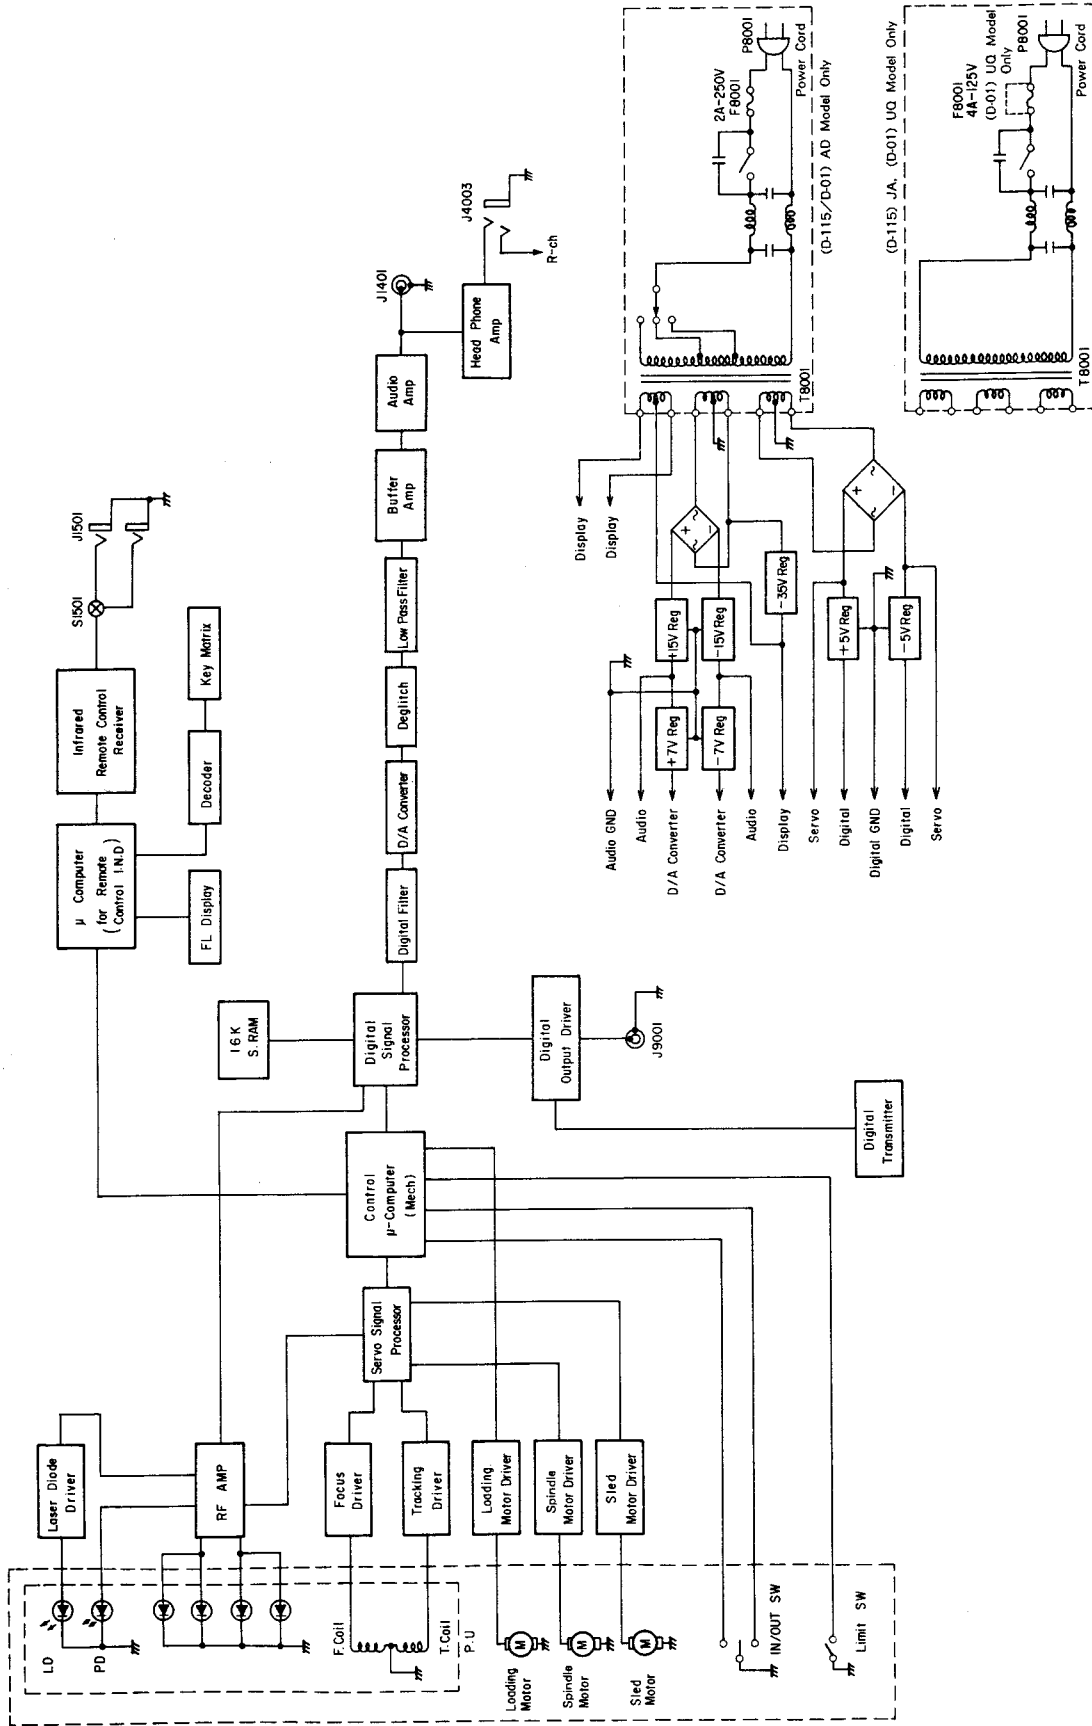 LD
PD
Laser Diode
Driver
RF AMP
F.Coil
T.Coil
P.U
Focus
Driver
Tracking
Driver
Servo Signal
Processor
Loading
Motor
Loading
Motor Driver
Spindle
Motor
Spindle
Motor Driver
Sled
Motor
Sled
Motor Driver
M
M
M
IN/OUT SW
Limit SW
Control
μ-Computer
(Mech)
16K
S.RAM
Digital
Signal
Processor
Digital
Output Driver
J9001
Digital
Transmitter
μ Computer
(for Remote
Control I.N.D)
FL Display
Decoder
Key Matrix
Infrared
Remote Control
Receiver
S1501
J1501
Digital Filter
D/A Converter
Deglitch
Low Pass Filter
Buffer
Amp
Audio
Amp
J1401
Head Phone
Amp
J4003
R-ch
Display
Display
Audio GND
Audio
D/A Converter
D/A Converter
Audio
Display
Servo
Digital
Digital GND
Digital
Servo
+7V Reg
-7V Reg
+15V Reg
-15V Reg
-35V Reg
+5V Reg
-5V Reg
+
~
~
-
+
~
~
-
T8001
2A-250V
F8001
P8001
Power Cord
(D-115/D-01) AD Model Only
(D-115) JA, (D-01) UQ Model Only
F8001
4A-125V
(D-01) UQ Model
Only
P8001
Power Cord
T8001